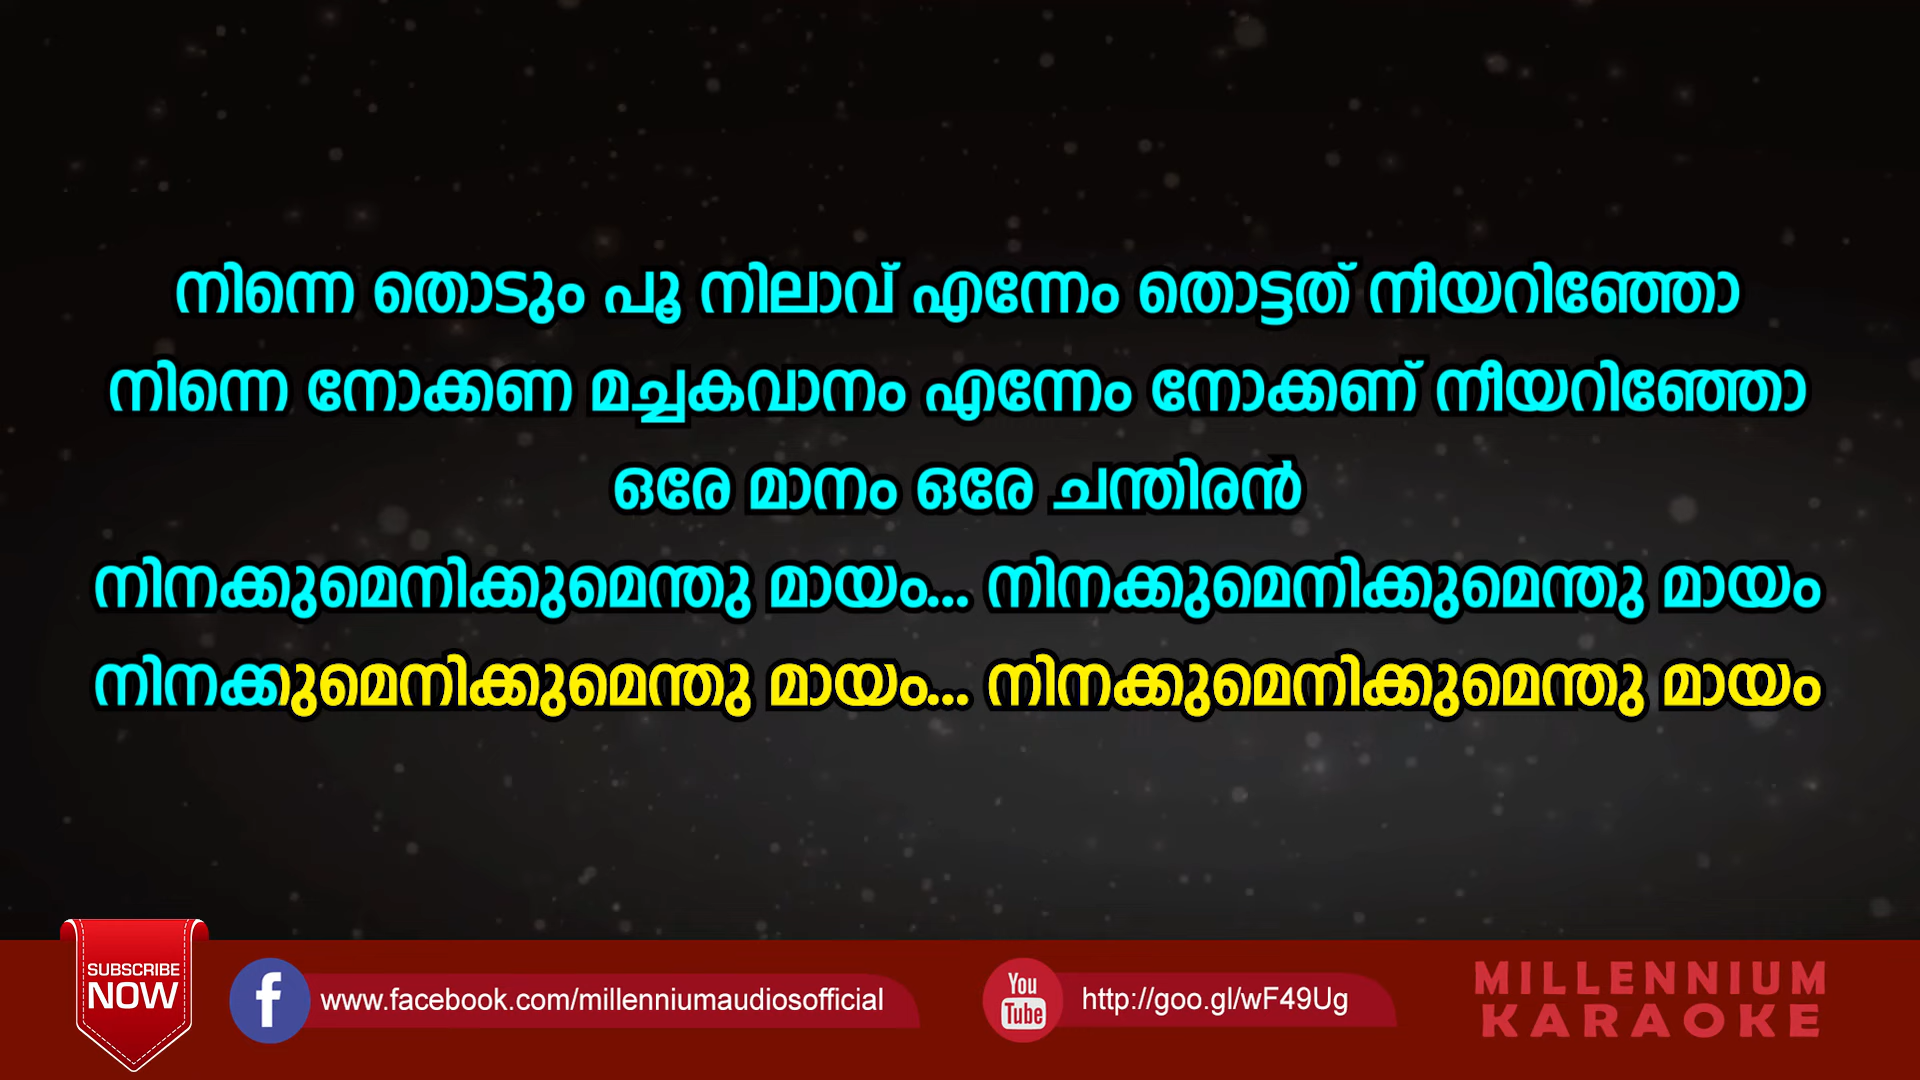 നിന്നെ തൊടും പൂ നിലാവ് എന്നേം തൊട്ടത് നീയറിഞ്ഞോ
നിന്നെ നോക്കണ മച്ചകവാനം എന്നേം നോക്കണ് നീയറിഞ്ഞോ
ഒരേ മാനം ഒരേ ചന്തിരൻ
നിനക്കുമെനിക്കുമെന്തു മായം... നിനക്കുമെനിക്കുമെന്തു മായം
നിനക്കുമെനിക്കുമെന്തു മായം... നിനക്കുമെനിക്കുമെന്തു മായം
SUBSCRIBE
NOW
f www.facebook.com/millenniumaudiosofficial
You
Tube
http://goo.gl/wF49Ug
MILLENNIUM
KARAOKE